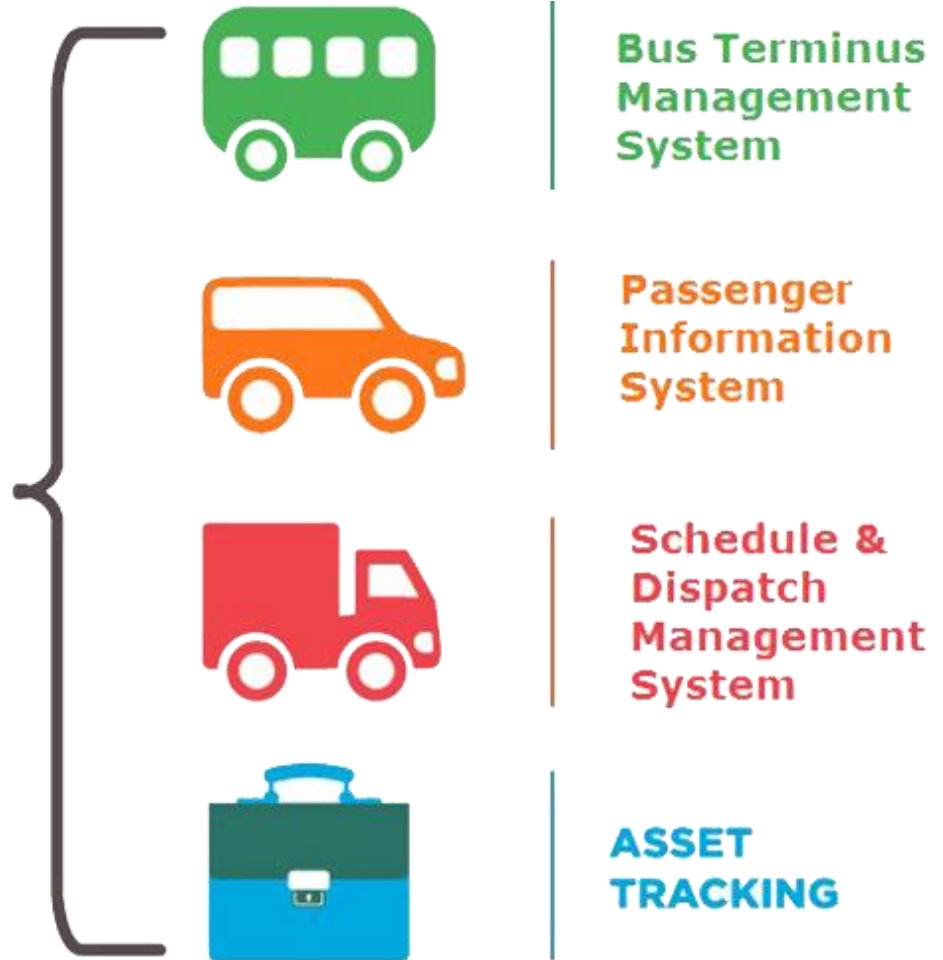 Bus Terminus
Management
System
Passenger
Information
System
Schedule &
Dispatch
Management
System
ASSET
TRACKING